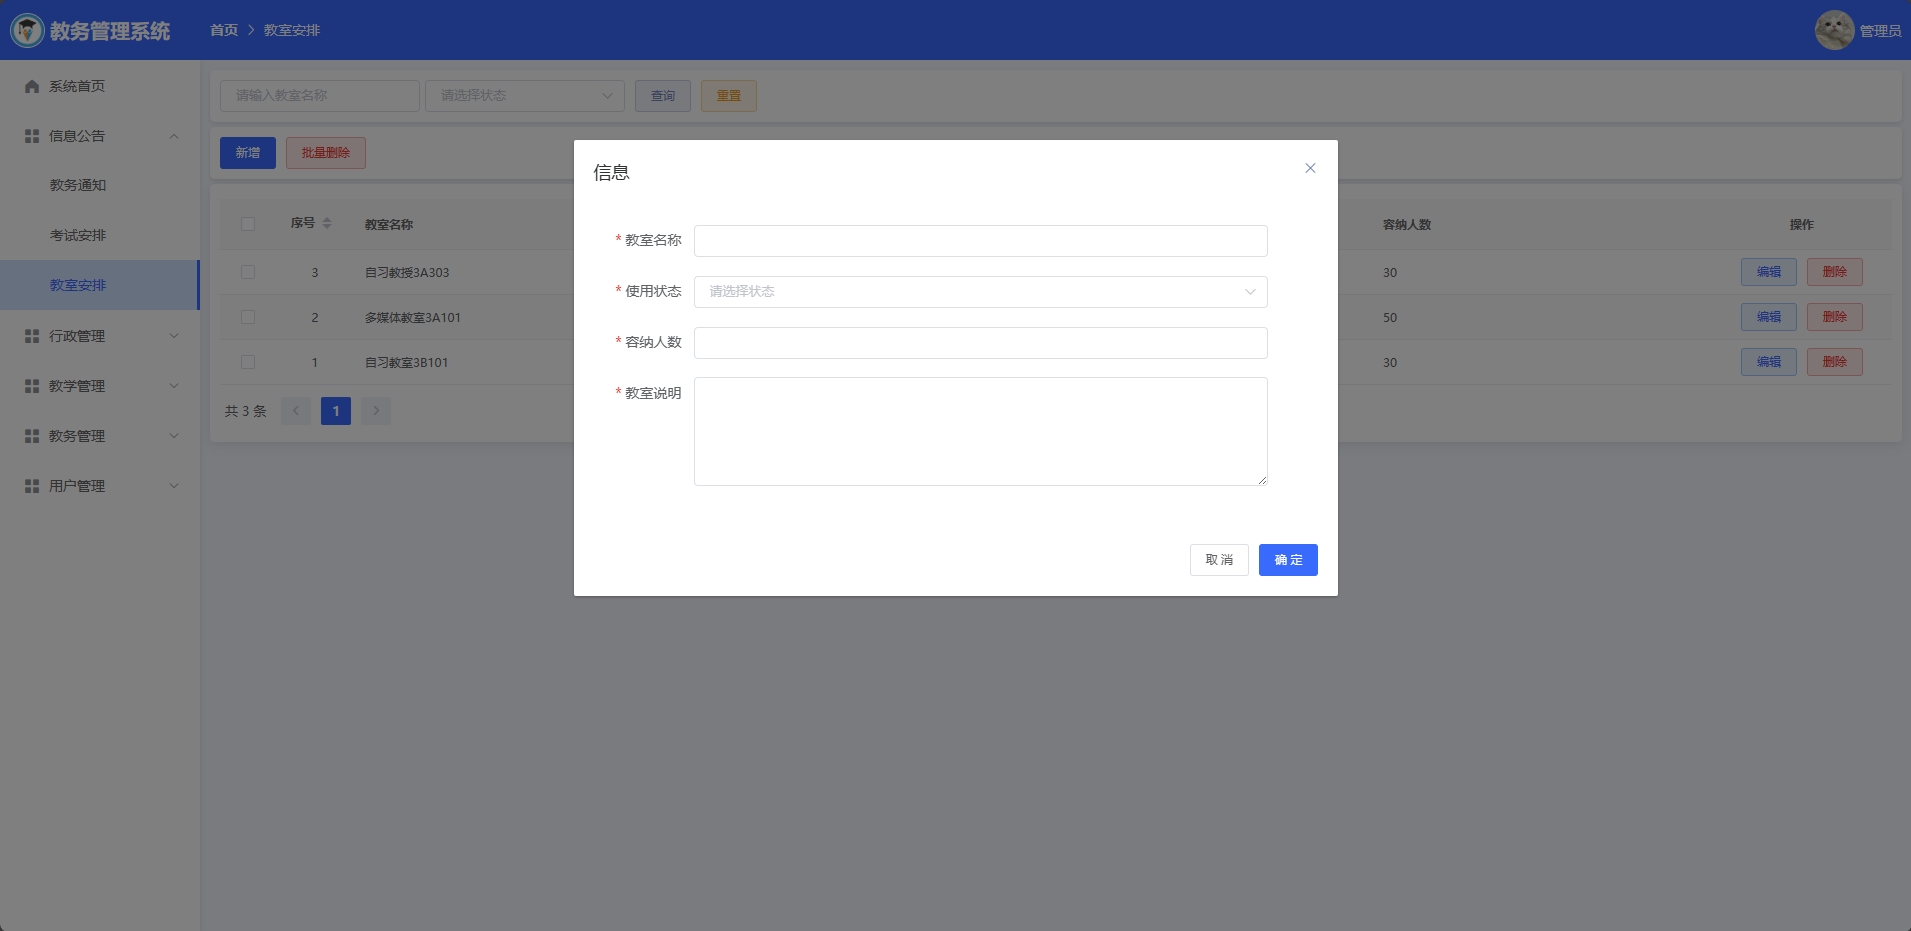 教务管理系统
首页 > 教室安排
管理员
系统首页
信息公告
教务通知
考试安排
教室安排
行政管理
教学管理
教务管理
用户管理
请输入教室名称
请选择状态
查询
重置
新增
批量删除
序号
教室名称
容纳人数
操作
3
自习教授3A303
30
编辑
删除
2
多媒体教室3A101
50
编辑
删除
1
自习教室3B101
30
编辑
删除
共 3 条
1
信息
* 教室名称
* 使用状态
请选择状态
* 容纳人数
* 教室说明
取 消
确 定